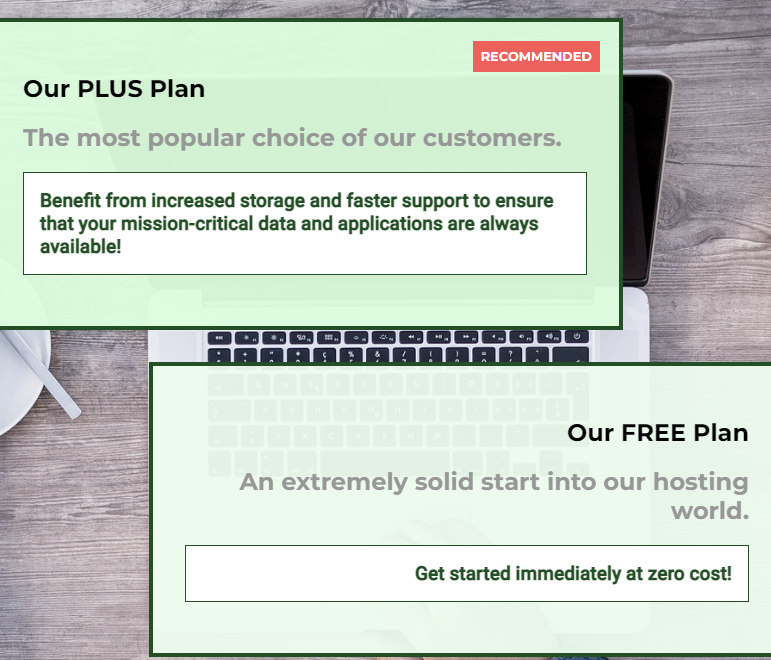 RECOMMENDED
Our PLUS Plan
The most popular choice of our customers.
Benefit from increased storage and faster support to ensure
that your mission-critical data and applications are always
available!
Our FREE Plan
An extremely solid start into our hosting
world.
Get started immediately at zero cost!